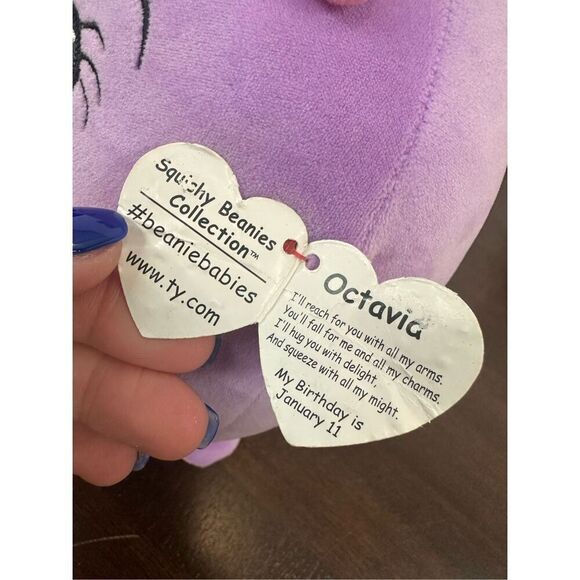 Squishy Beanies
Collection™
#beaniebabies
www.ty.com
Octavia
I'll reach for you with all my arms.
You'll fall for me and all my charms.
I'll hug you with delight,
And squeeze with all my might.
My Birthday is
January 11